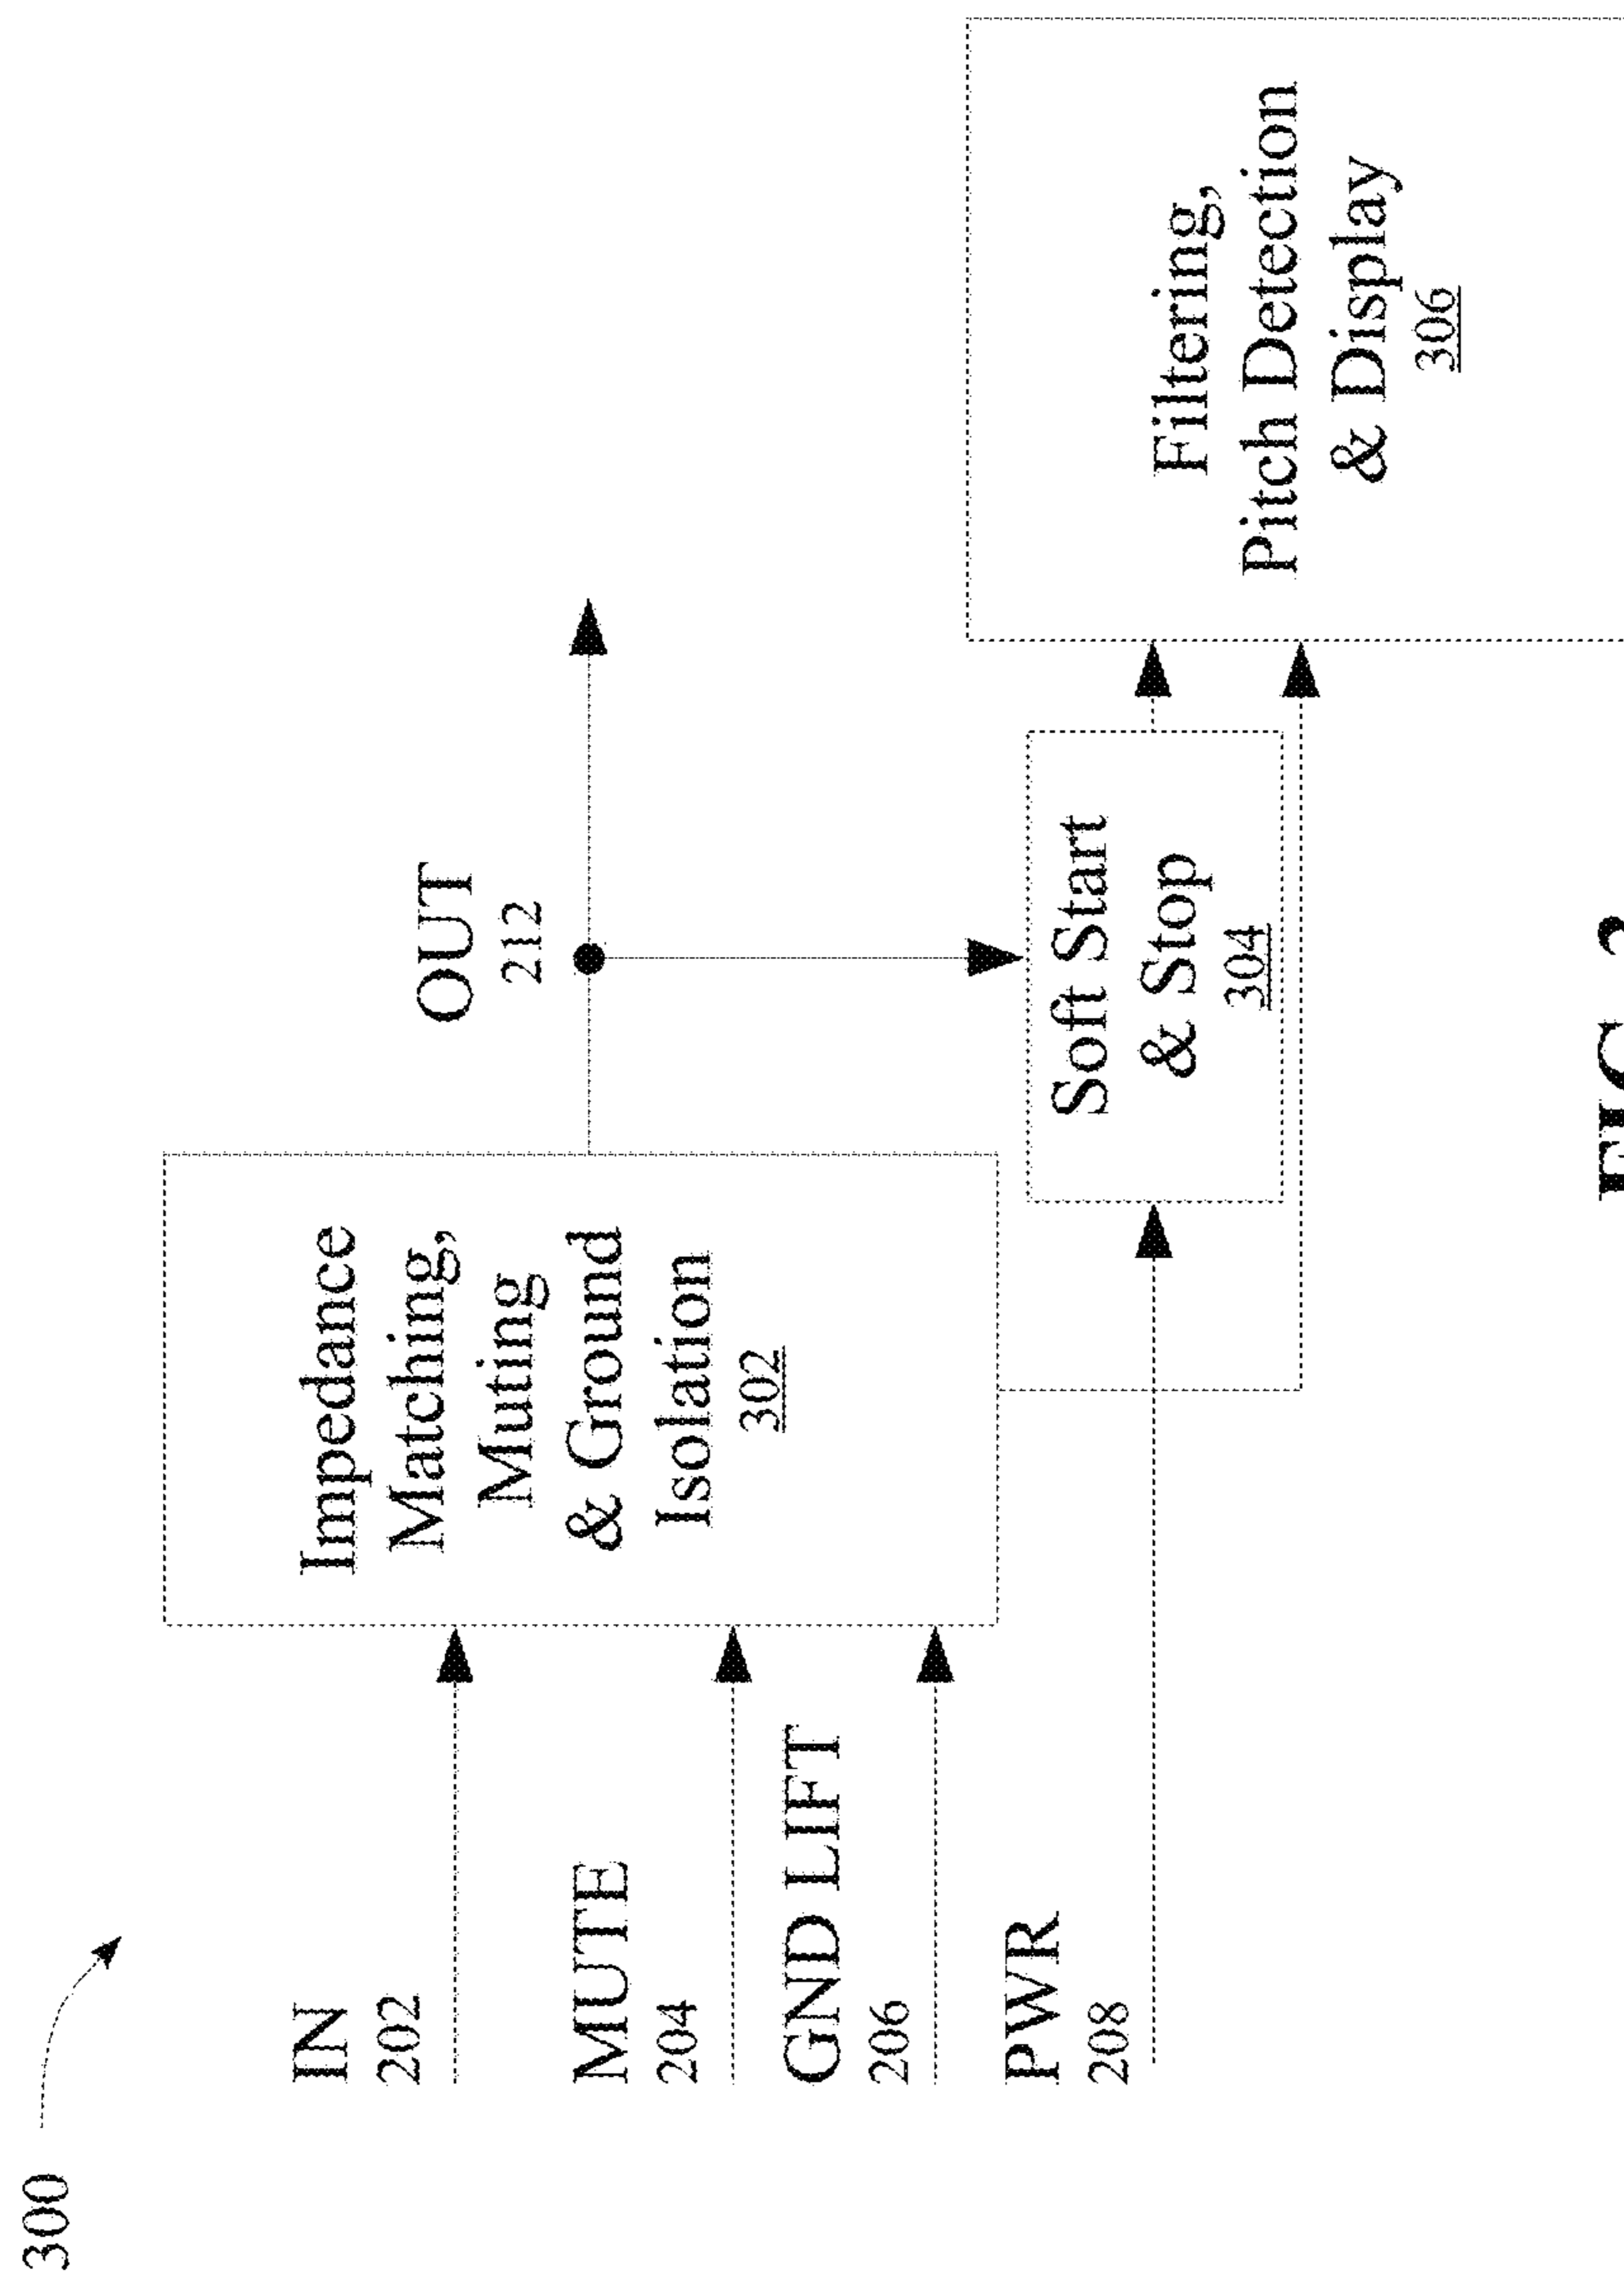 300
IN
202
MUTE
204
GND LIFT
206
PWR
208
Impedance
Matching,
Muting
& Ground
Isolation
302
OUT
212
Soft Start
& Stop
304
Filtering,
Pitch Detection
& Display
306